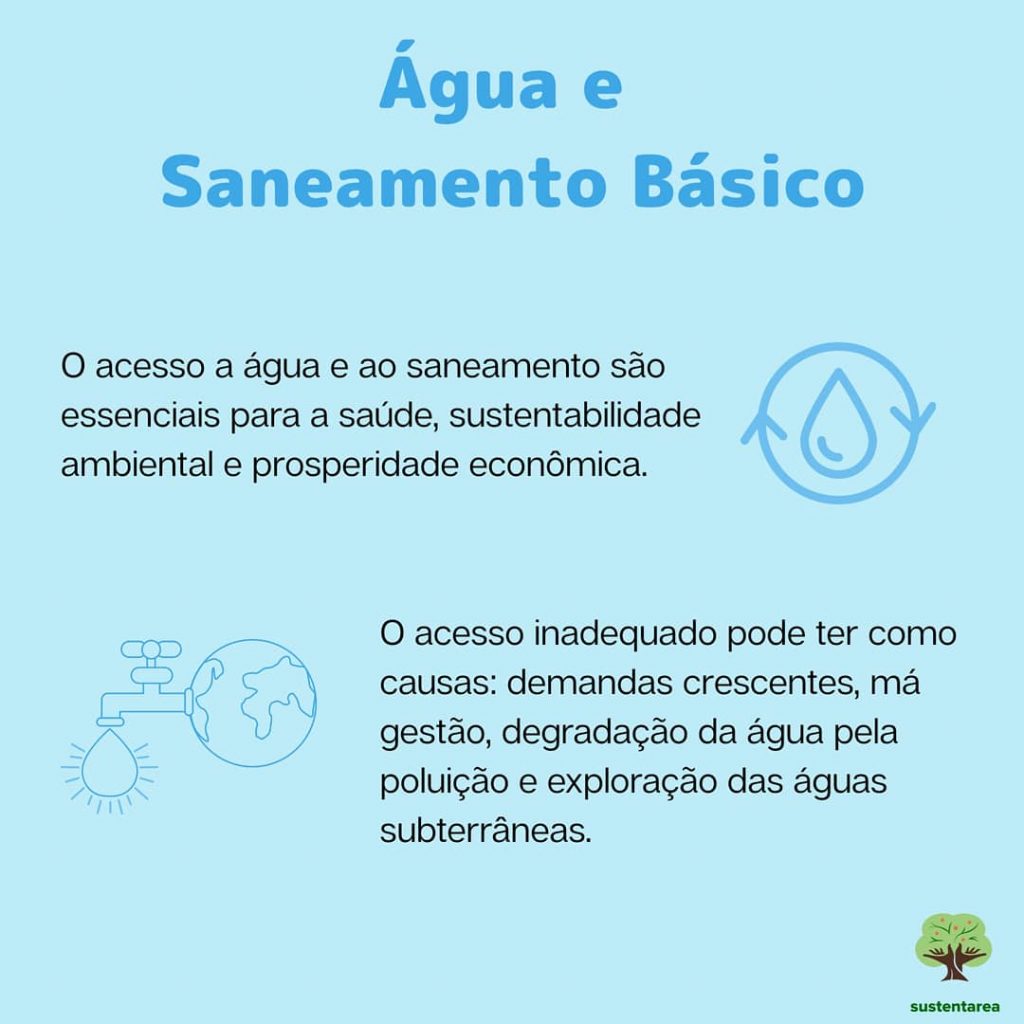 Água e
Saneamento Básico
O acesso a água e ao saneamento são
essenciais para a saúde, sustentabilidade
ambiental e prosperidade econômica.
O acesso inadequado pode ter como
causas: demandas crescentes, má
gestão, degradação da água pela
poluição e exploração das águas
subterrâneas.
sustentarea